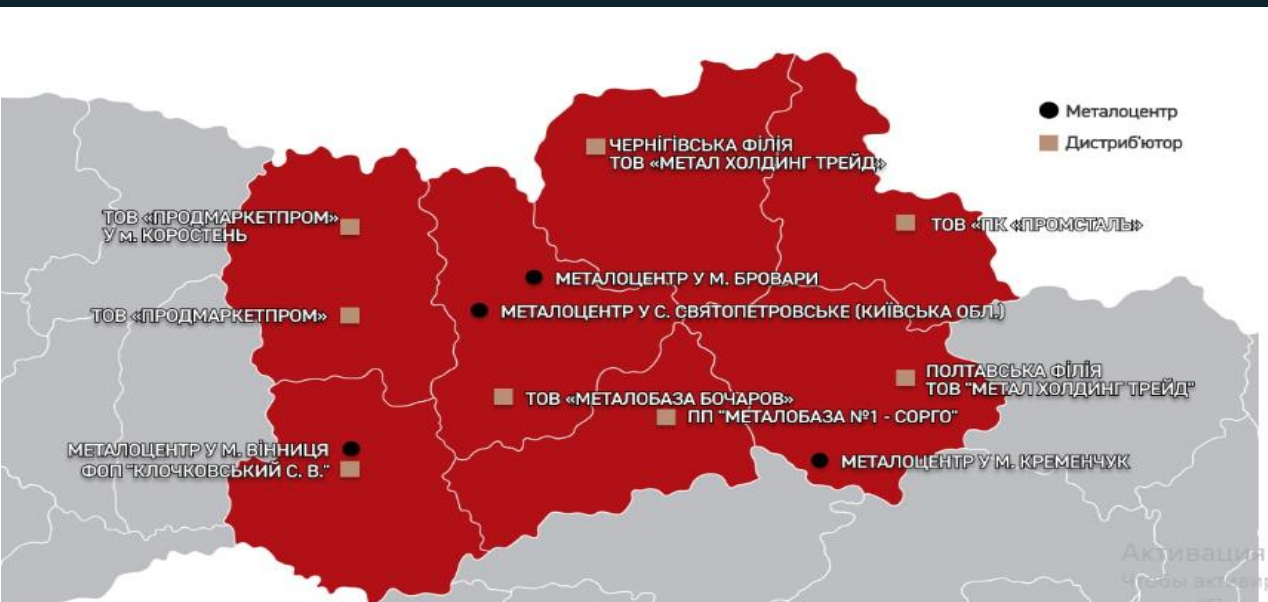 Металоцентр
Дистриб'ютор
ЧЕРНІГІВСЬКА ФІЛІЯ
ТОВ «МЕТАЛ ХОЛДИНГ ТРЕЙД»
ТОВ «ПРОДМАРКЕТПРОМ»
У м. КОРОСТЕНЬ
ТОВ «ПК «ПРОМСТАЛЬ»
МЕТАЛОЦЕНТР У М. БРОВАРИ
МЕТАЛОЦЕНТР У С. СВЯТОПЕТРОВСЬКЕ (КИЇВСЬКА ОБЛ.)
ТОВ «ПРОДМАРКЕТПРОМ»
ПОЛТАВСЬКА ФІЛІЯ
ТОВ "МЕТАЛ ХОЛДИНГ ТРЕЙД"
ТОВ «МЕТАЛОБАЗА БОЧАРОВ»
ПП "МЕТАЛОБАЗА №1 - СОРГО"
МЕТАЛОЦЕНТР У М. ВІННИЦЯ
ФОП "КЛОЧКОВСЬКИЙ С. В."
МЕТАЛОЦЕНТР У М. КРЕМЕНЧУК
Активация
Чтобы